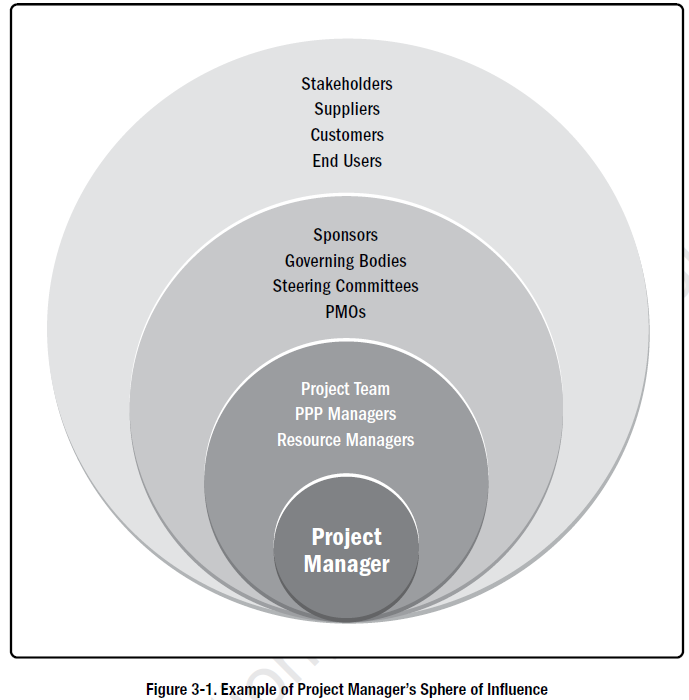 Stakeholders
Suppliers
Customers
End Users
Sponsors
Governing Bodies
Steering Committees
PMOs
Project Team
PPP Managers
Resource Managers
Project
Manager
Figure 3-1. Example of Project Manager's Sphere of Influence